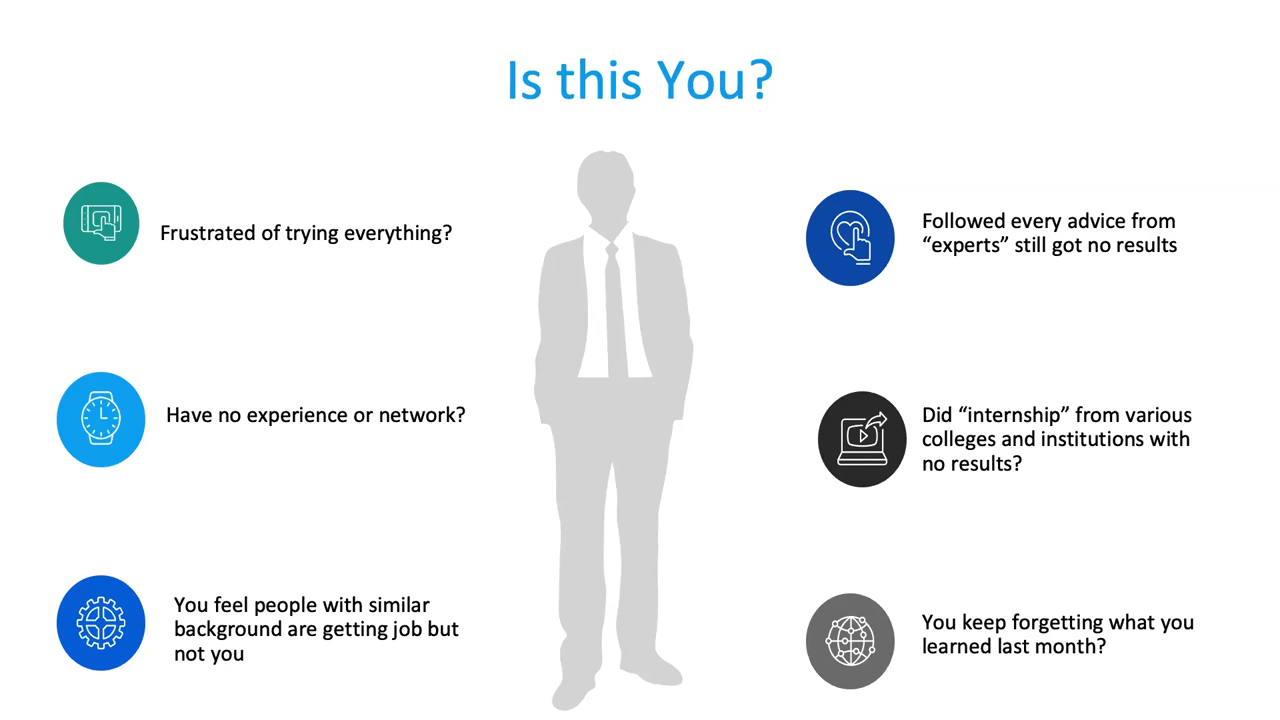 Is this You?
Frustrated of trying everything?
Have no experience or network?
You feel people with similar
background are getting job but
not you
Followed every advice from
“experts” still got no results
Did “internship” from various
colleges and institutions with
no results?
You keep forgetting what you
learned last month?